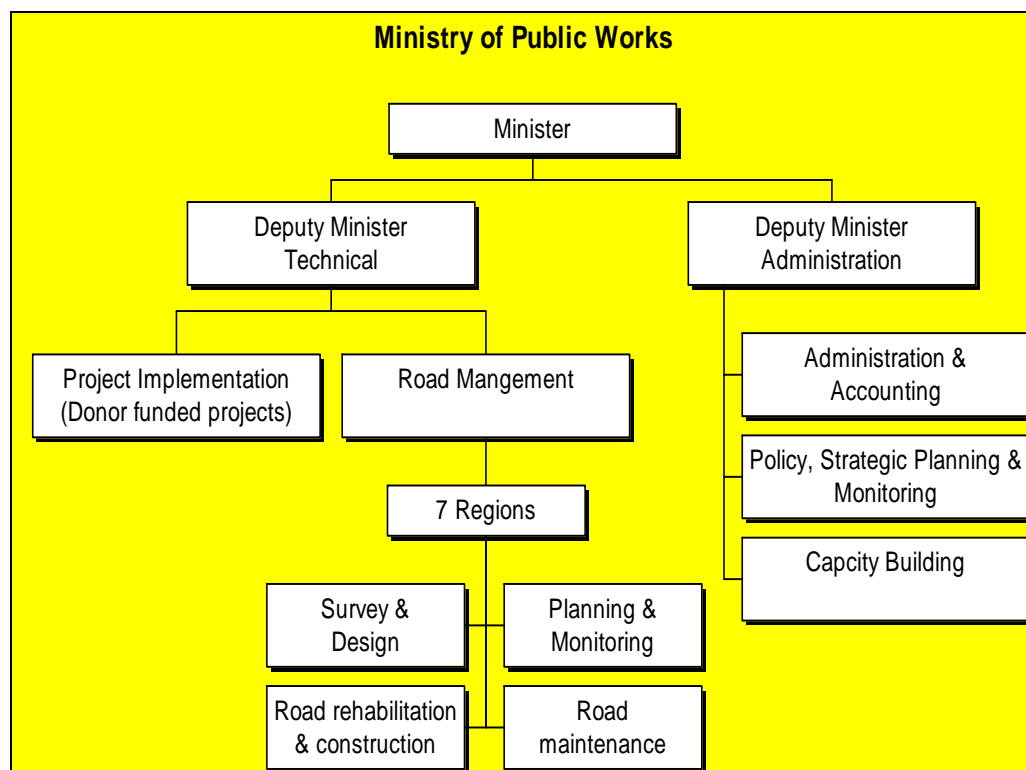 Ministry of Public Works
Minister
Deputy Minister
Technical
Deputy Minister
Administration
Project Implementation
(Donor funded projects)
Road Mangement
Administration &
Accounting
Policy, Strategic Planning &
Monitoring
7 Regions
Capcity Building
Survey &
Design
Planning &
Monitoring
Road rehabilitation
& construction
Road
maintenance